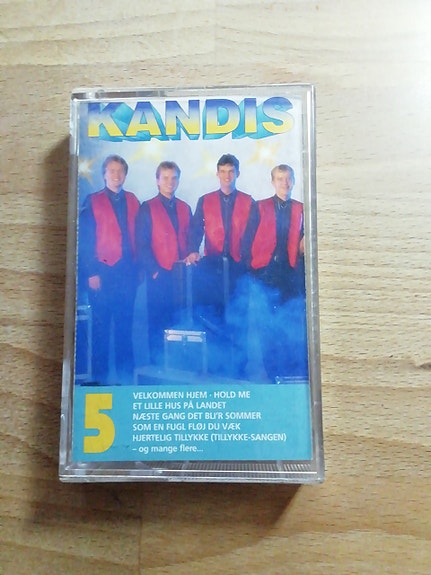 KANDIS
5
VELKOMMEN HJEM · HOLD ME
ET LILLE HUS PÅ LANDET
NÆSTE GANG DET BLI'R SOMMER
SOM EN FUGL FLØJ DU VÆK
HJERTELIG TILLYKKE (TILLYKKE-SANGEN)
– og mange flere...